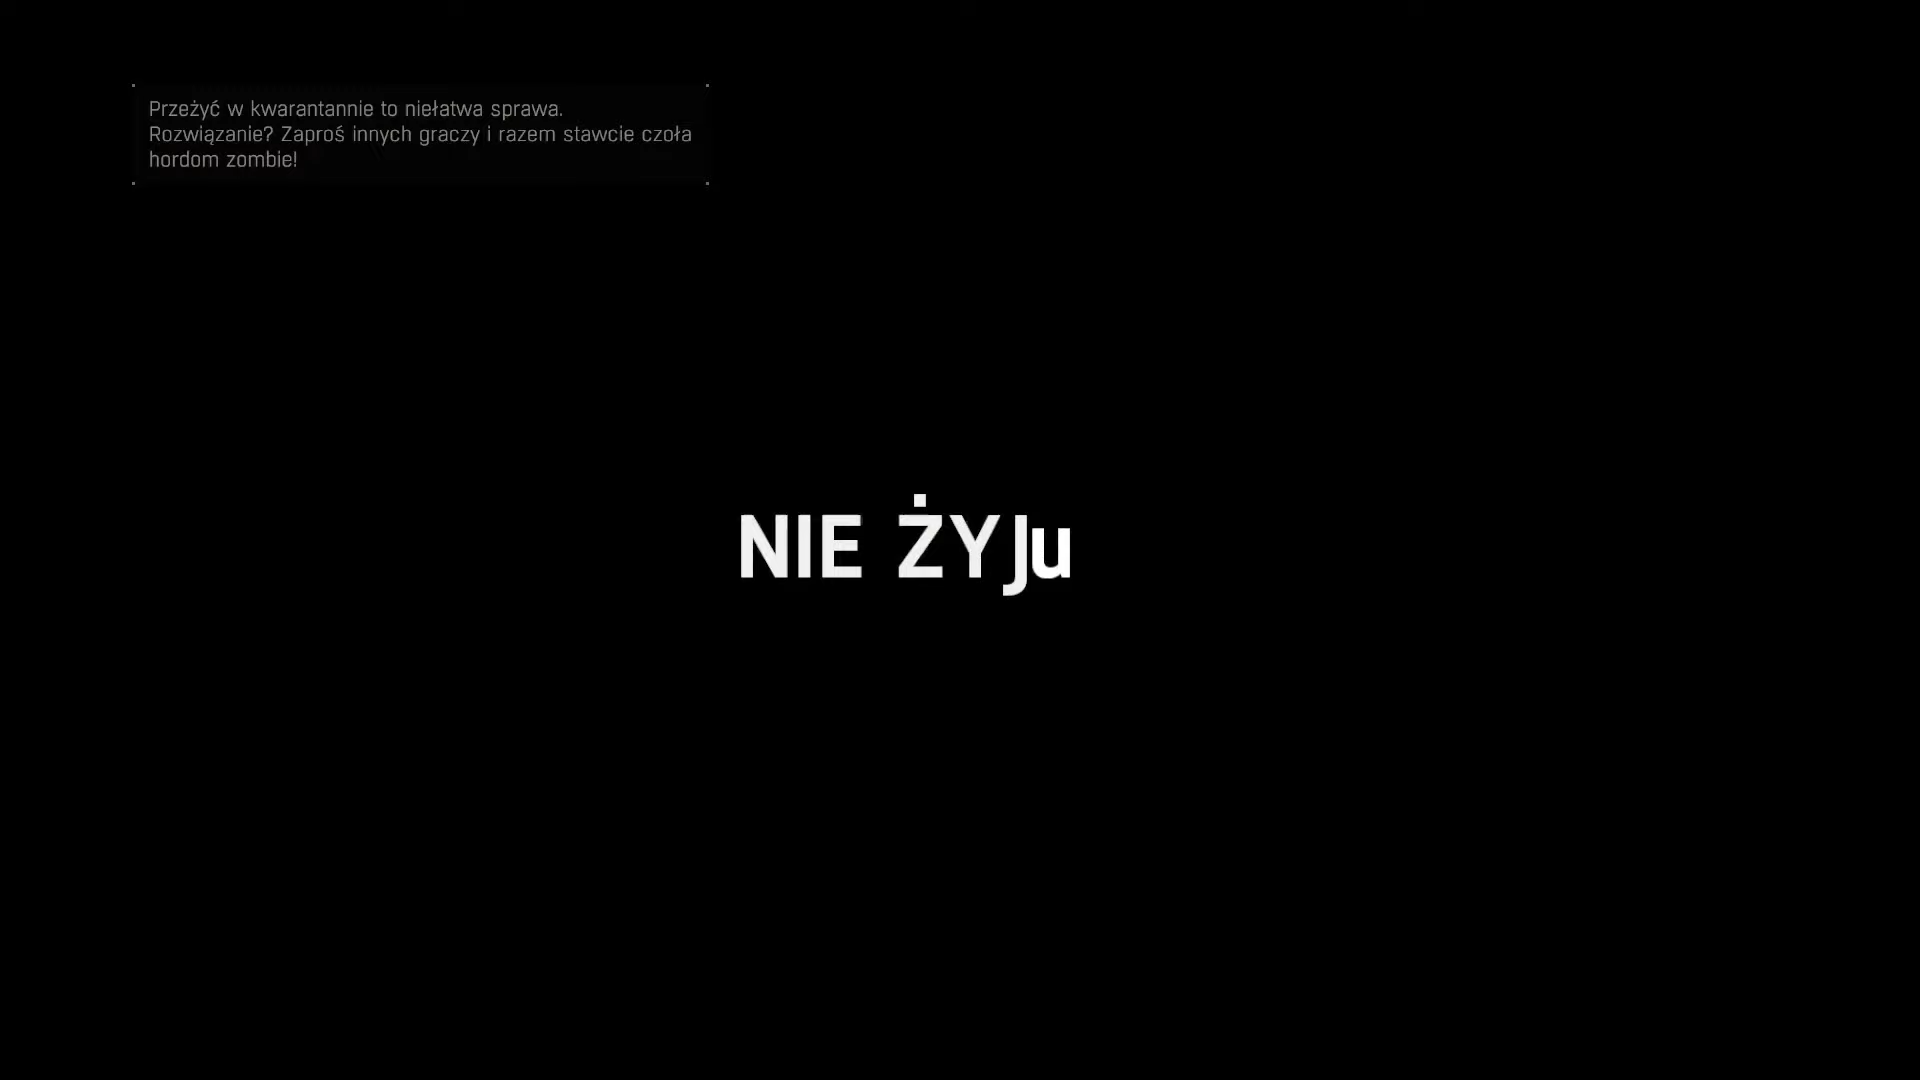 Przeżyć w kwarantannie to niełatwa sprawa.
Rozwiązanie? Zaproś innych graczy i razem stawcie czoła
hordom zombie!
NIE ŻYJu